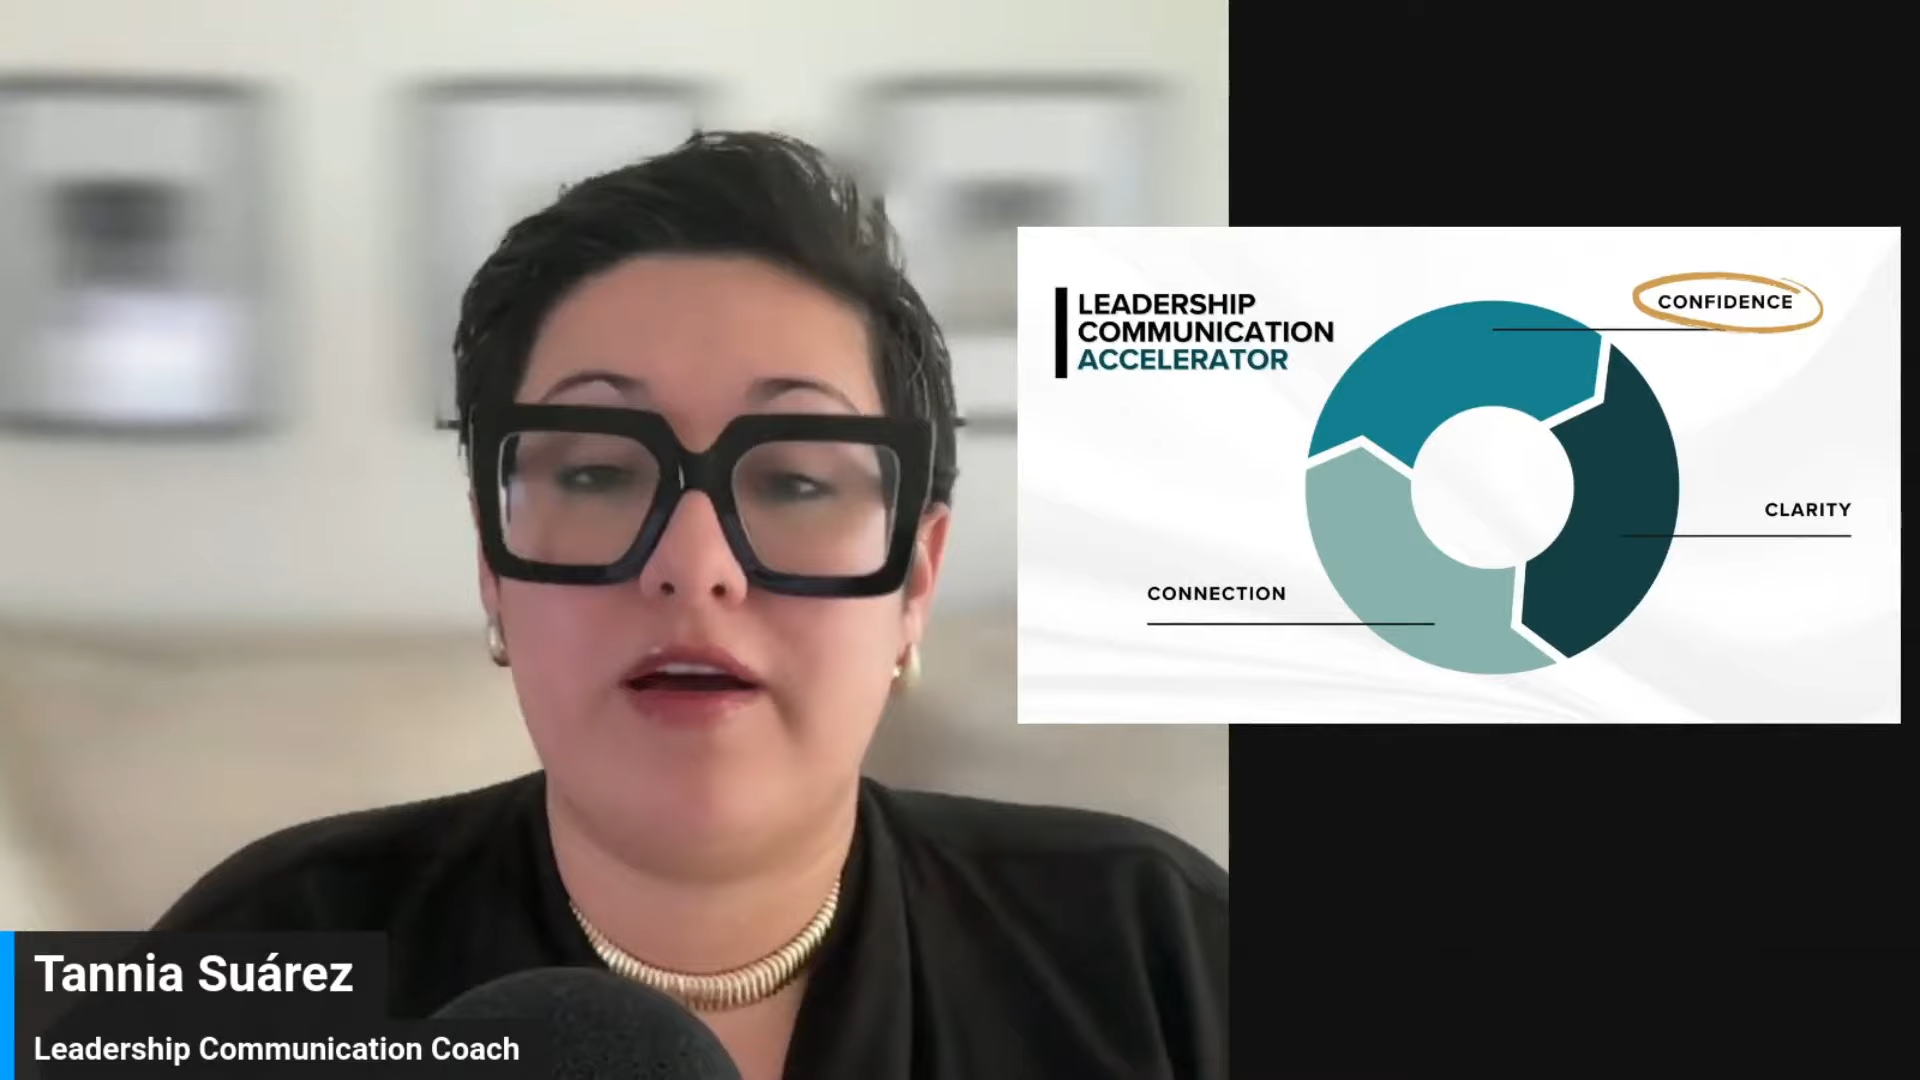 LEADERSHIP
COMMUNICATION
ACCELERATOR
CONFIDENCE
CLARITY
CONNECTION
Tannia Suárez
Leadership Communication Coach